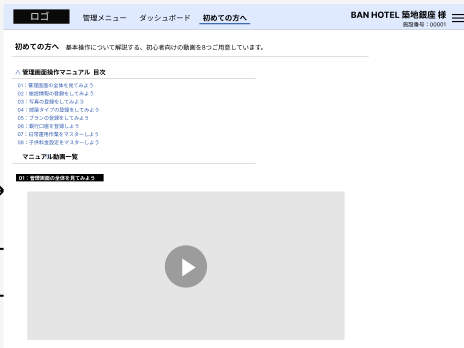 ロゴ
管理メニュー
ダッシュボード
初めての方へ
BAN HOTEL 築地銀座 様
施設番号：00001
初めての方へ 基本操作について解説する、初心者向けの動画を8つご用意しています。
管理画面操作マニュアル 目次
01：管理画面の全体を見てみよう
02：施設情報の登録をしてみよう
03：写真の登録をしてみよう
04：部屋タイプの登録をしてみよう
05：プランの登録をしてみよう
06：銀行口座を登録しよう
07：日常運用作業をマスターしよう
08：子供料金設定をマスターしよう
マニュアル動画一覧
01：管理画面の全体を見てみよう